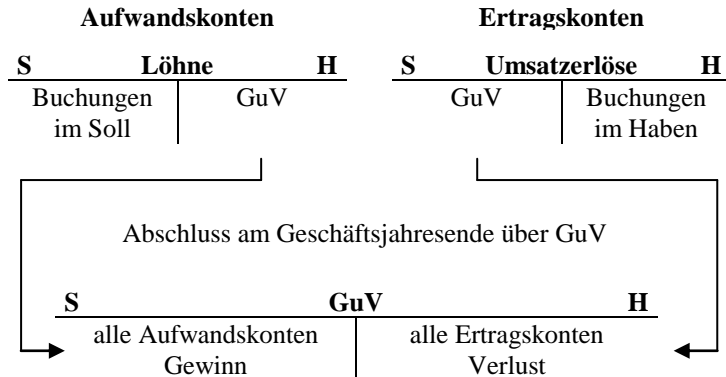 Aufwandskonten Ertragskonten
S Löhne H S Umsatzerlöse H
Buchungen GuV GuV Buchungen
im Soll im Haben
Abschluss am Geschäftsjahresende über GuV
S GuV H
alle Aufwandskonten alle Ertragskonten
Gewinn Verlust